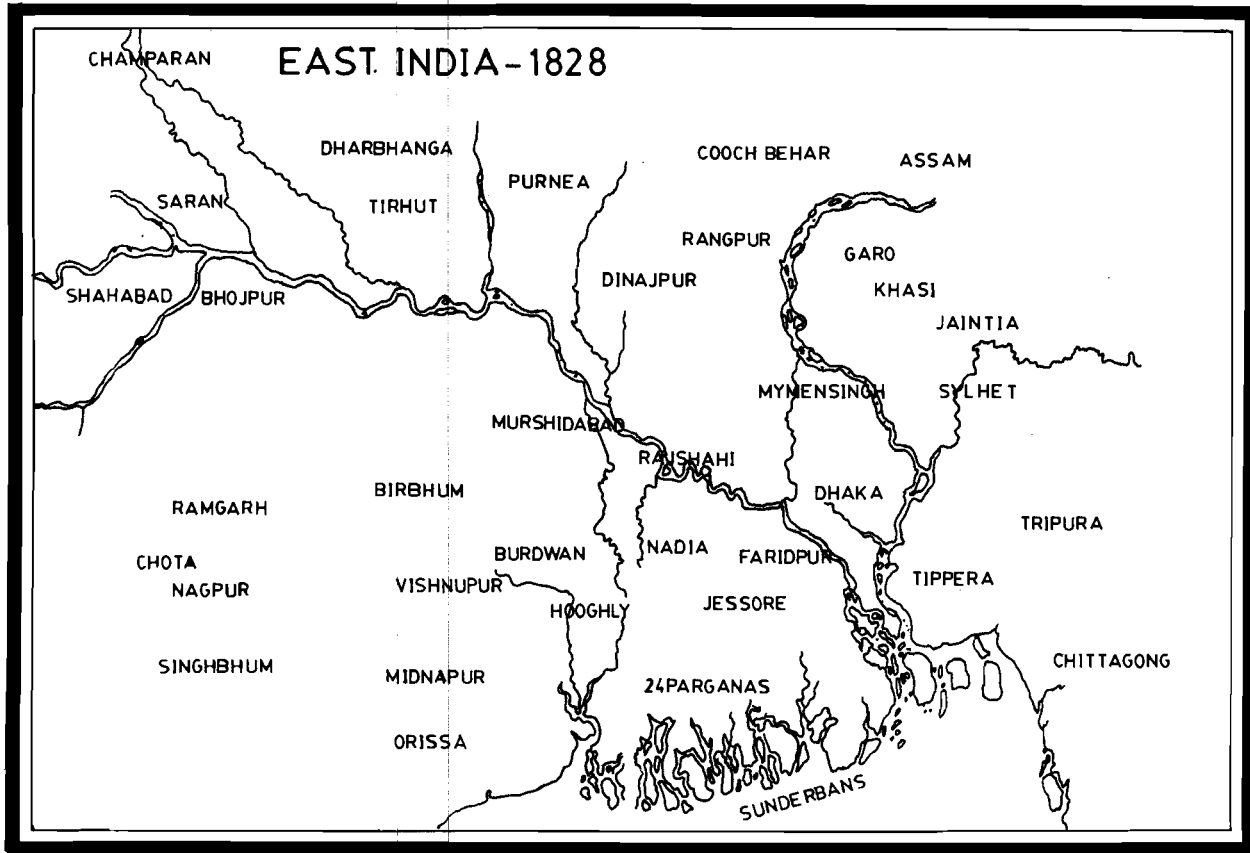 CHAMPARAN
EAST INDIA-1828
DHARBHANGA
COOCH BEHAR
ASSAM
PURNEA
SARAN
TIRHUT
RANGPUR
GARO
DINAJPUR
KHASI
SHAHABAD
BHOJPUR
JAINTIA
MYMENSINGH
SYLHET
MURSHIDABAD
RAJSHAHI
BIRBHUM
DHAKA
RAMGARH
TRIPURA
BURDWAN
NADIA
FARIDPUR
CHOTA
NAGPUR
VISHNUPUR
TIPPERA
HOOGHLY
JESSORE
SINGHBHUM
MIDNAPUR
24PARGANAS
CHITTAGONG
ORISSA
SUNDERBANS